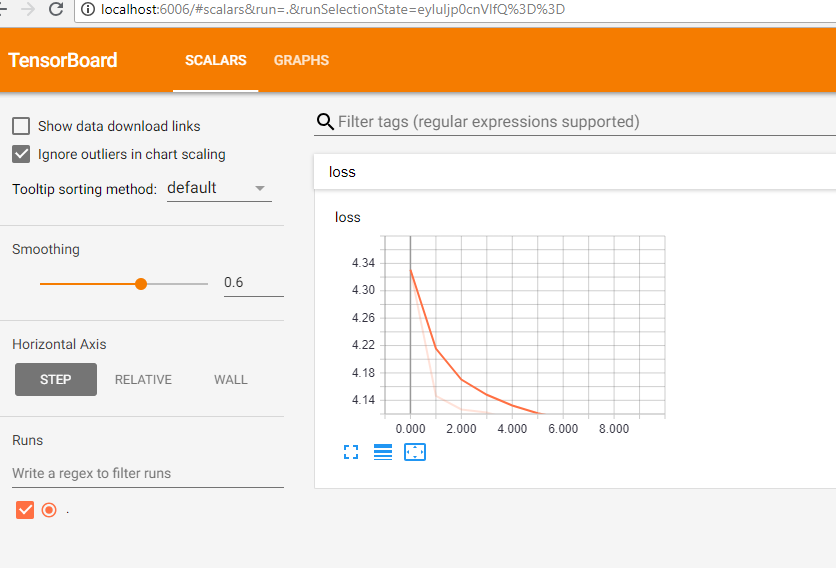 localhost:6006/#scalars&run=.&runSelectionState=eyIuIjp0cnVlfQ%3D%3D
TensorBoard SCALARS GRAPHS
Show data download links
Ignore outliers in chart scaling
Tooltip sorting method: default
Smoothing
0.6
Horizontal Axis
STEP RELATIVE WALL
Runs
Write a regex to filter runs
.
Filter tags (regular expressions supported)
loss
loss
4.34
4.30
4.26
4.22
4.18
4.14
0.000 2.000 4.000 6.000 8.000